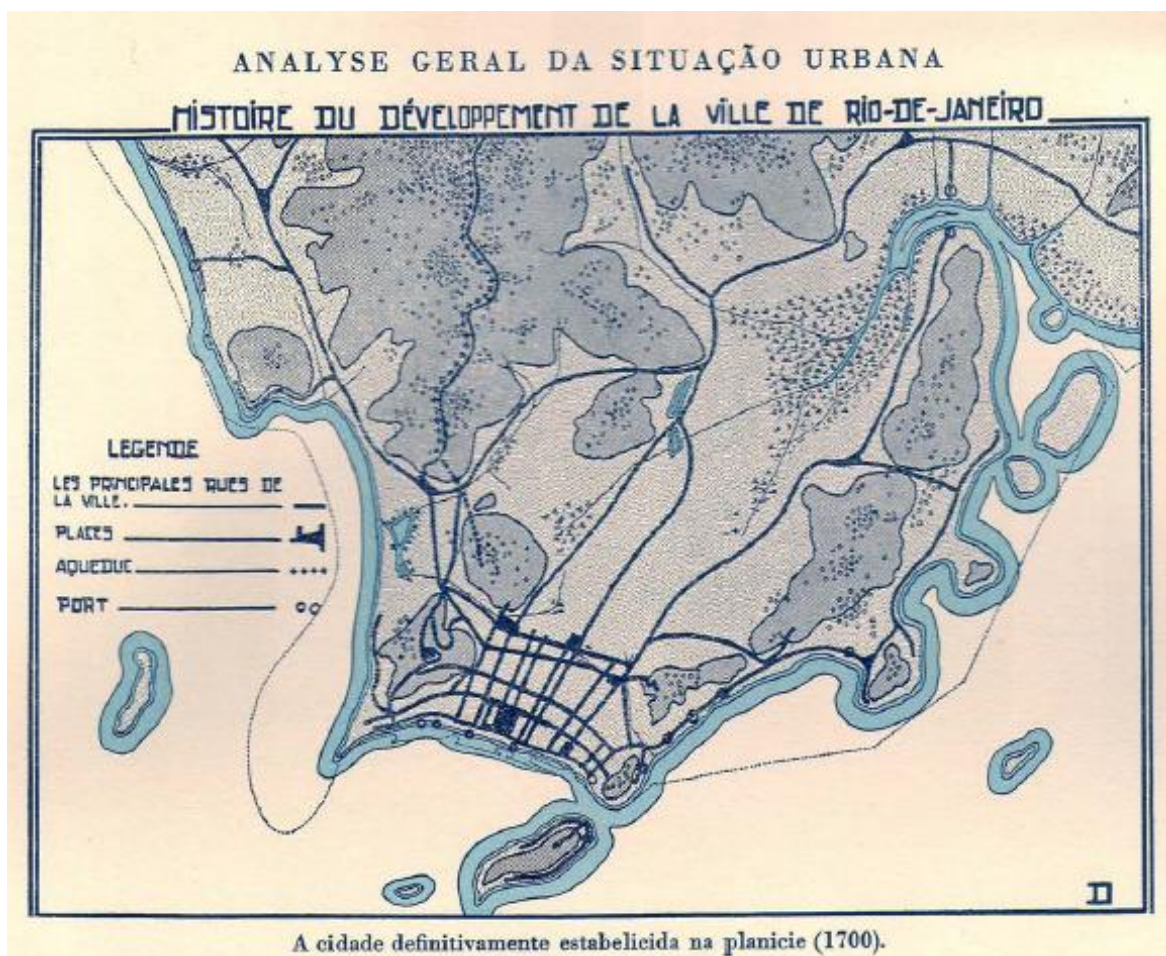 ANALYSE GERAL DA SITUAÇÃO URBANA
HISTOIRE DU DÉVELOPPEMENT DE LA VILLE DE RIO-DE-JANEIRO
LEGENDE
LES PRINCIPALES RUES DE
LA VILLE.
PLACES
AQUEDUC
PORT
D
A cidade definitivamente estabelicida na planicie (1700).